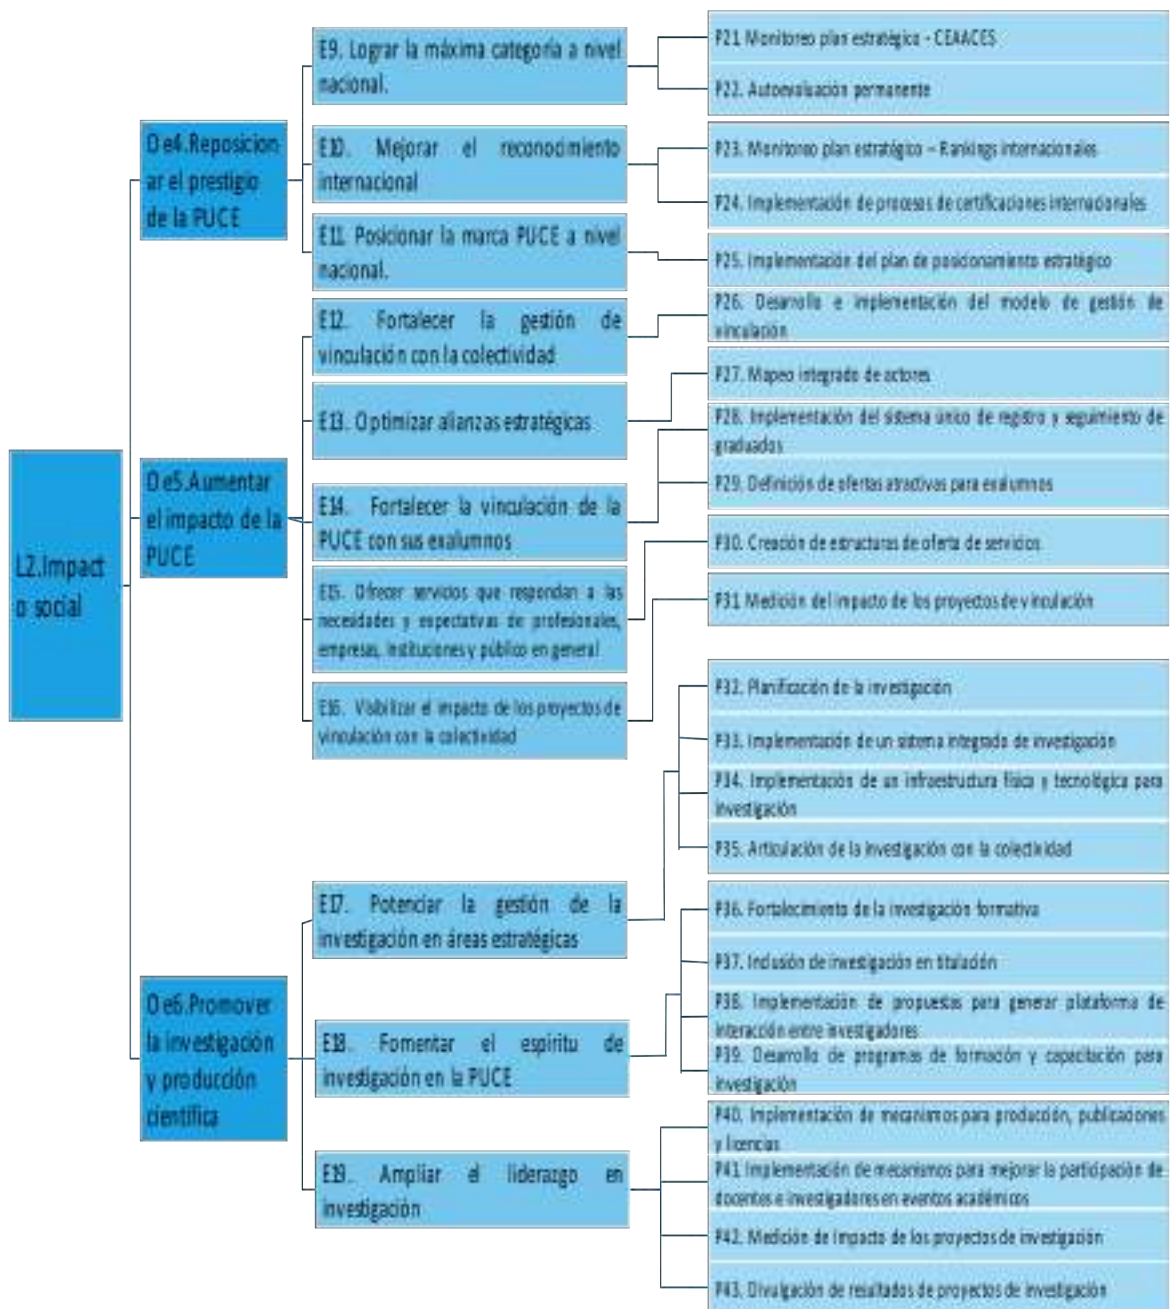 L2.Impact
o social
Oe4.Reposicion
ar el prestigio
de la PUCE
E9. Lograr la máxima categoría a nivel
nacional.
P21. Monitoreo plan estratégico - CEAACES
P22. Autoevaluación permanente
E10. Mejorar el reconocimiento
internacional
P23. Monitoreo plan estratégico – Rankings internacionales
P24. Implementación de procesos de certificaciones internacionales
E11. Posicionar la marca PUCE a nivel
nacional.
P25. Implementación del plan de posicionamiento estratégico
Oe5.Aumentar
el impacto de la
PUCE
E12. Fortalecer la gestión de
vinculación con la colectividad
P26. Desarrollo e implementación del modelo de gestión de
vinculación
E13. Optimizar alianzas estratégicas
P27. Mapeo integrado de actores
E14. Fortalecer la vinculación de la
PUCE con sus exalumnos
P28. Implementación del sistema único de registro y seguimiento de
graduados
P29. Definición de ofertas atractivas para exalumnos
E15. Ofrecer servicios que respondan a las
necesidades y expectativas de profesionales,
empresas, instituciones y público en general
P30. Creación de estructuras de oferta de servicios
E16. Visibilizar el impacto de los proyectos de
vinculación con la colectividad
P31. Medición del impacto de los proyectos de vinculación
Oe6.Promover
la investigación
y producción
científica
E17. Potenciar la gestión de la
investigación en áreas estratégicas
P32. Planificación de la investigación
P33. Implementación de un sistema integrado de investigación
P34. Implementación de un infraestructura física y tecnológica para
investigación
P35. Articulación de la investigación con la colectividad
E18. Fomentar el espíritu de
investigación en la PUCE
P36. Fortalecimiento de la investigación formativa
P37. Inclusión de investigación en titulación
P38. Implementación de propuestas para generar plataforma de
interacción entre investigadores
P39. Desarrollo de programas de formación y capacitación para
investigación
E19. Ampliar el liderazgo en
investigación
P40. Implementación de mecanismos para producción, publicaciones
y licencias
P41. Implementación de mecanismos para mejorar la participación de
docentes e investigadores en eventos académicos
P42. Medición de impacto de los proyectos de investigación
P43. Divulgación de resultados de proyectos de investigación